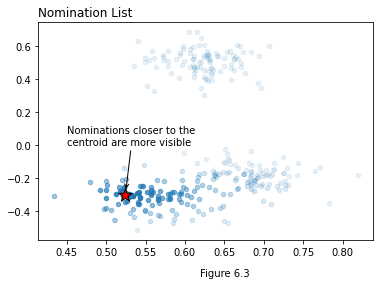 Nomination List
0.6
0.4
0.2
0.0
−0.2
−0.4
Nominations closer to the
centroid are more visible
0.45 0.50 0.55 0.60 0.65 0.70 0.75 0.80
Figure 6.3